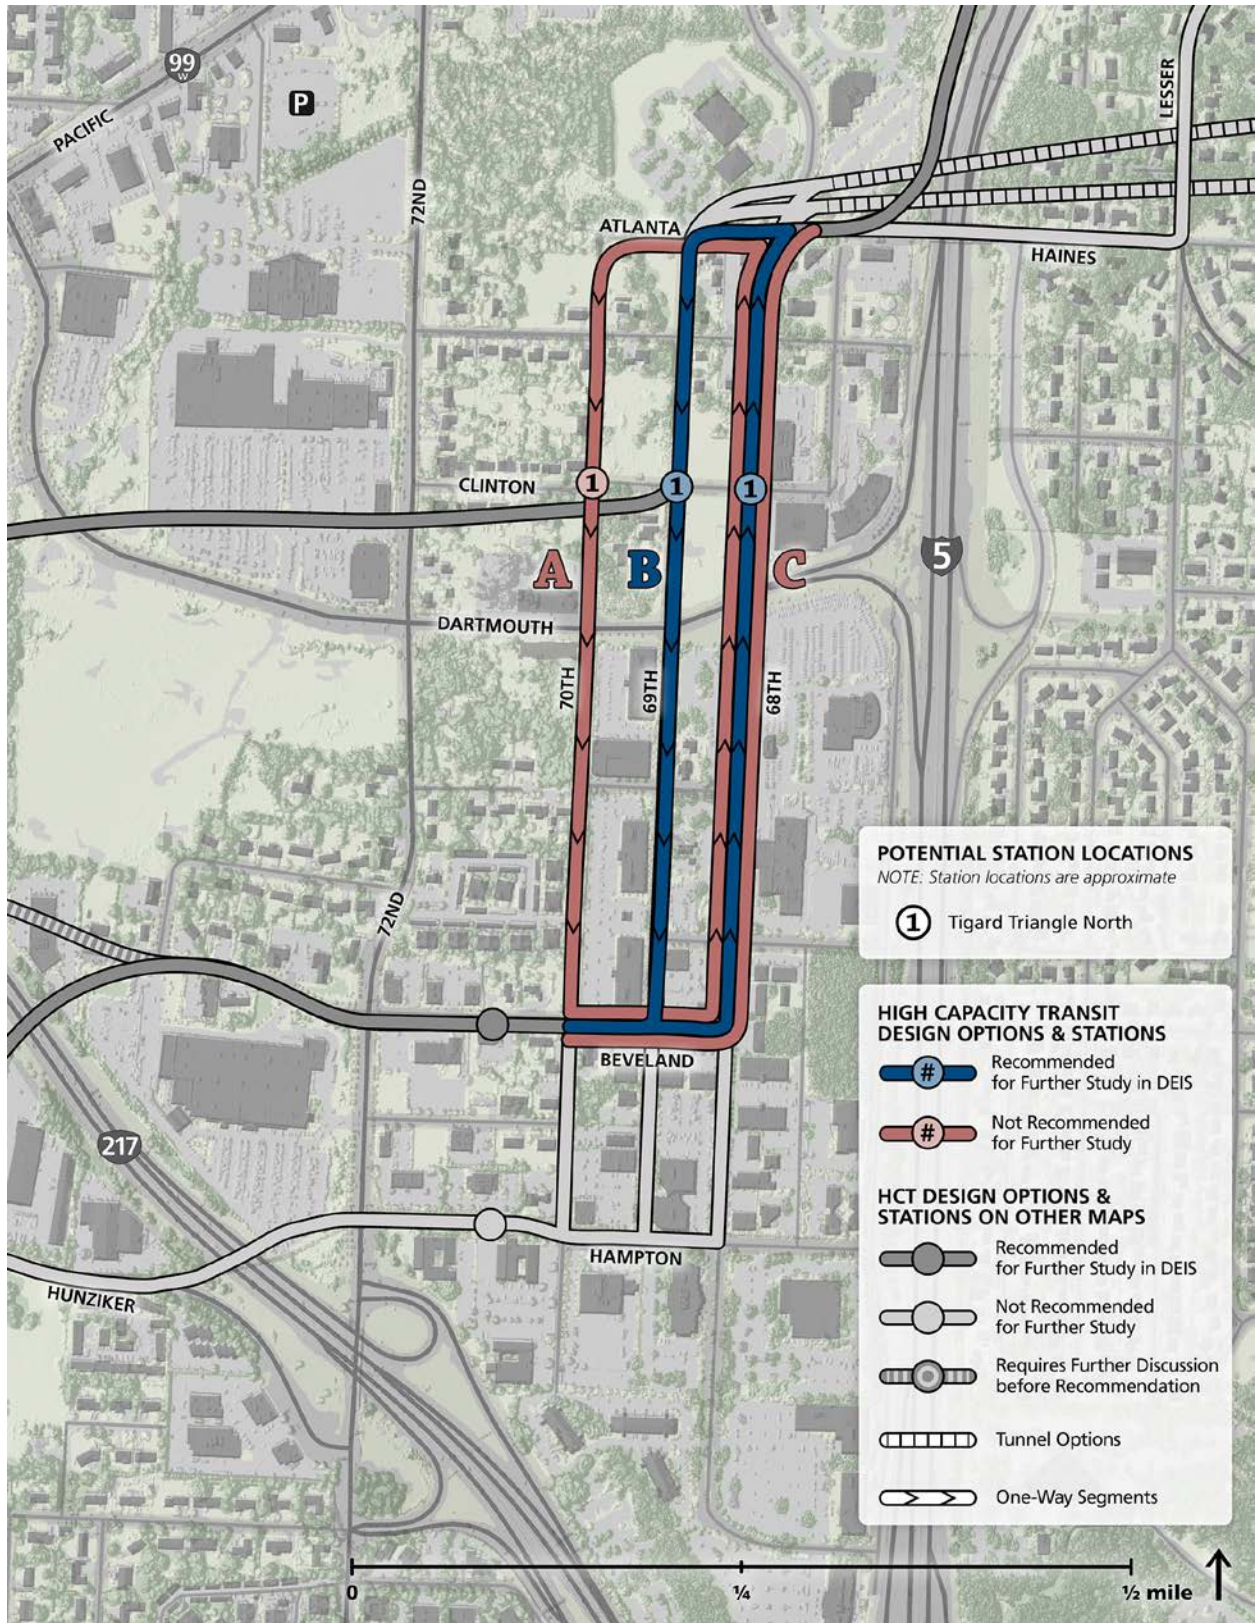 99
W
P
PACIFIC
72ND
LESSER
ATLANTA
HAINES
CLINTON
1
1
1
A
B
C
5
DARTMOUTH
70TH
69TH
68TH
72ND
BEVELAND
217
HAMPTON
HUNZIKER
POTENTIAL STATION LOCATIONS
NOTE: Station locations are approximate
1 Tigard Triangle North
HIGH CAPACITY TRANSIT
DESIGN OPTIONS & STATIONS
# Recommended
for Further Study in DEIS
# Not Recommended
for Further Study
HCT DESIGN OPTIONS &
STATIONS ON OTHER MAPS
Recommended
for Further Study in DEIS
Not Recommended
for Further Study
Requires Further Discussion
before Recommendation
Tunnel Options
One-Way Segments
0 ¼ ½ mile